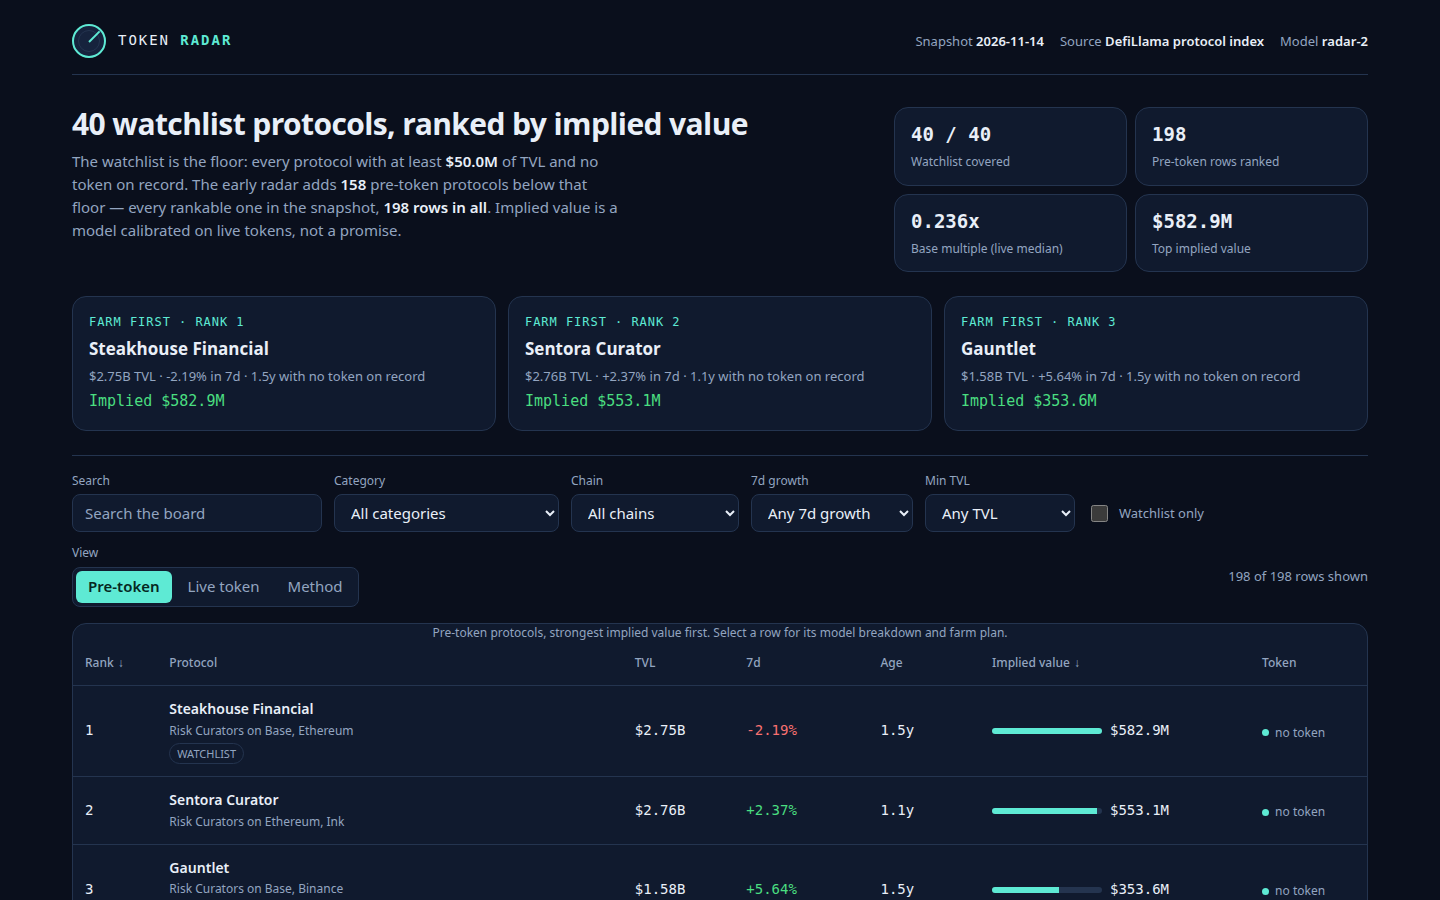 TOKEN RADAR
Snapshot 2026-11-14 Source DefiLlama protocol index Model radar-2
40 watchlist protocols, ranked by implied value
The watchlist is the floor: every protocol with at least $50.0M of TVL and no
token on record. The early radar adds 158 pre-token protocols below that
floor — every rankable one in the snapshot, 198 rows in all. Implied value is a
model calibrated on live tokens, not a promise.
40 / 40
Watchlist covered
198
Pre-token rows ranked
0.236x
Base multiple (live median)
$582.9M
Top implied value
FARM FIRST · RANK 1
Steakhouse Financial
$2.75B TVL · -2.19% in 7d · 1.5y with no token on record
Implied $582.9M
FARM FIRST · RANK 2
Sentora Curator
$2.76B TVL · +2.37% in 7d · 1.1y with no token on record
Implied $553.1M
FARM FIRST · RANK 3
Gauntlet
$1.58B TVL · +5.64% in 7d · 1.5y with no token on record
Implied $353.6M
Search Category Chain 7d growth Min TVL
Search the board All categories All chains Any 7d growth Any TVL Watchlist only
View
Pre-token Live token Method
198 of 198 rows shown
Pre-token protocols, strongest implied value first. Select a row for its model breakdown and farm plan.
Rank ↓ Protocol TVL 7d Age Implied value ↓ Token
Steakhouse Financial
1 Risk Curators on Base, Ethereum $2.75B -2.19% 1.5y $582.9M no token
WATCHLIST
Sentora Curator
2 Risk Curators on Ethereum, Ink $2.76B +2.37% 1.1y $553.1M no token
Gauntlet
3 Risk Curators on Base, Binance $1.58B +5.64% 1.5y $353.6M no token